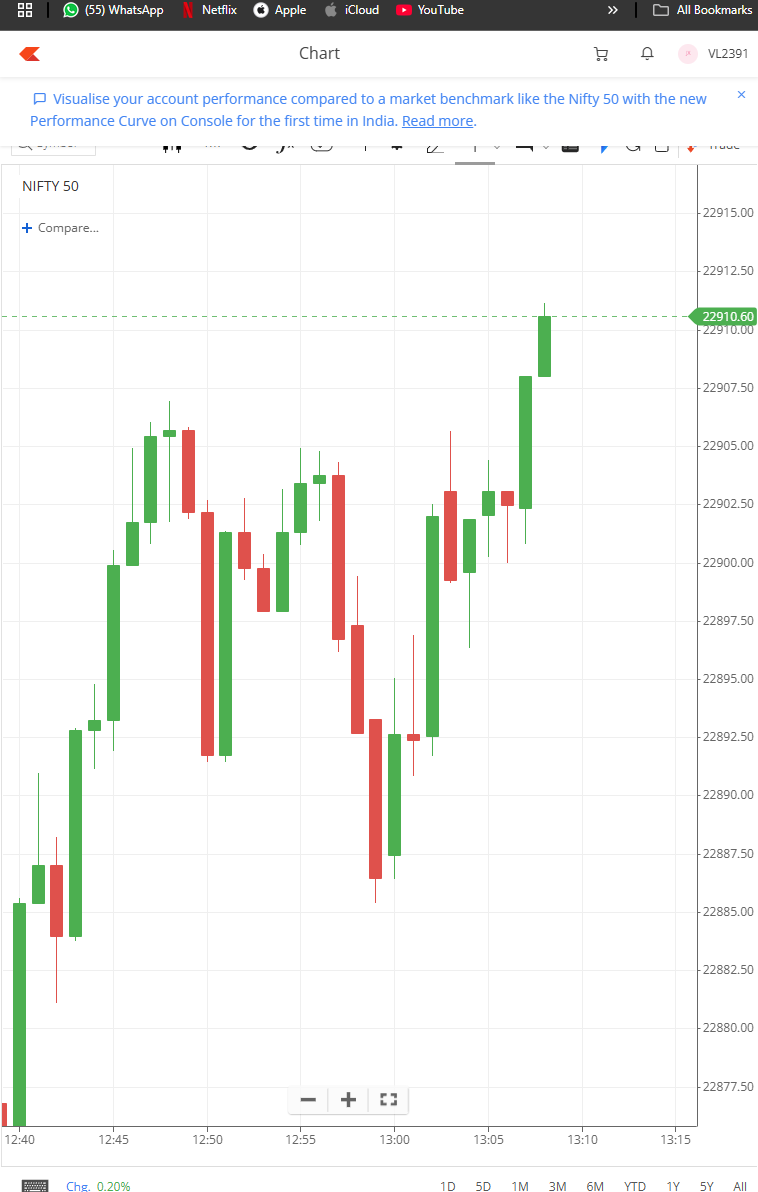 (55) WhatsApp Netflix Apple iCloud YouTube » All Bookmarks
Chart VL2391
Visualise your account performance compared to a market benchmark like the Nifty 50 with the new
Performance Curve on Console for the first time in India. Read more.
NIFTY 50
+ Compare...
22915.00
22912.50
22910.60
22910.00
22907.50
22905.00
22902.50
22900.00
22897.50
22895.00
22892.50
22890.00
22887.50
22885.00
22882.50
22880.00
22877.50
12:40 12:45 12:50 12:55 13:00 13:05 13:10 13:15
Chg. 0.20% 1D 5D 1M 3M 6M YTD 1Y 5Y All